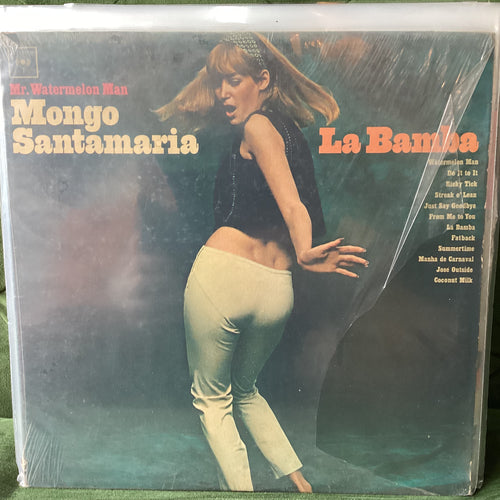 Mr. Watermelon Man
Mongo
Santamaria
La Bamba
Watermelon Man
Do It to It
Ricky Tick
Streak o' Lean
Just Say Goodbye
From Me to You
La Bamba
Fatback
Summertime
Manha de Carnaval
Jose Outside
Coconut Milk